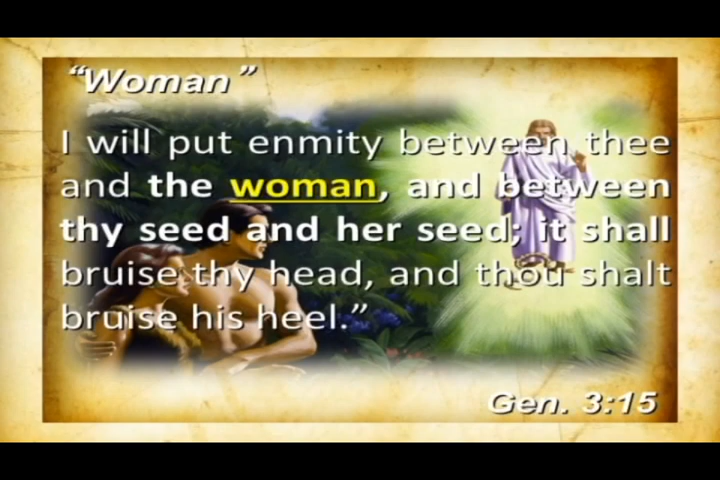 “Woman”
I will put enmity between thee
and the woman, and between
thy seed and her seed; it shall
bruise thy head, and thou shalt
bruise his heel.”
Gen. 3:15